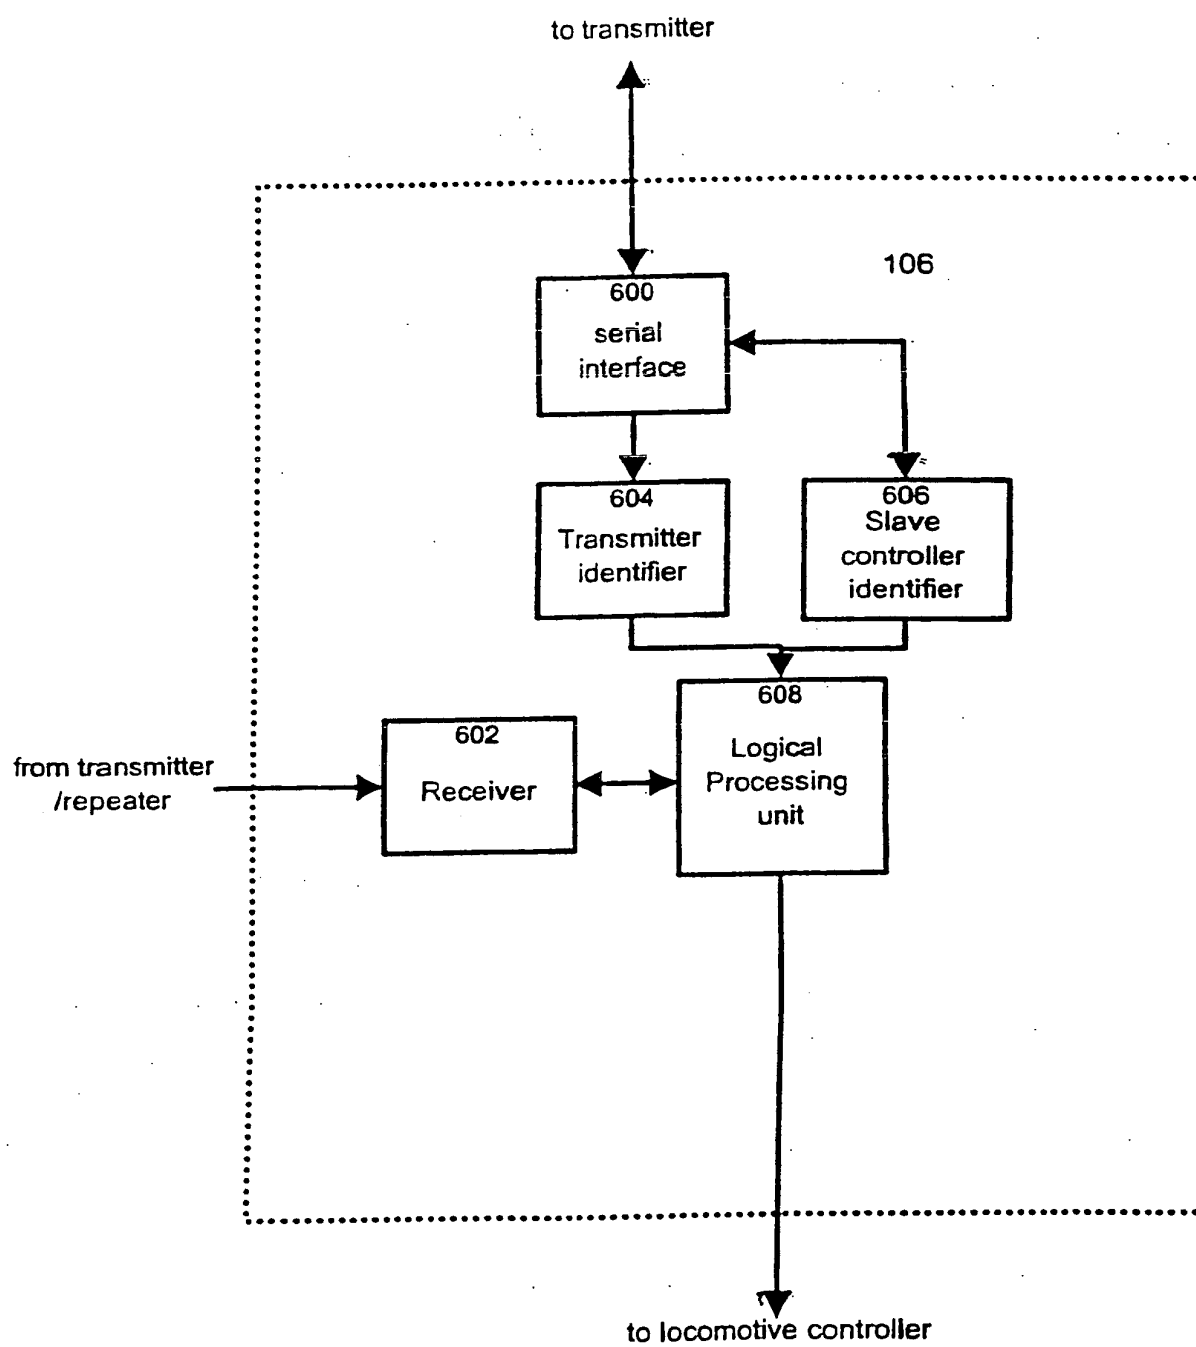 to transmitter
106
600
serial
interface
604
Transmitter
identifier
606
Slave
controller
identifier
608
Logical
Processing
unit
602
Receiver
from transmitter
/repeater
to locomotive controller